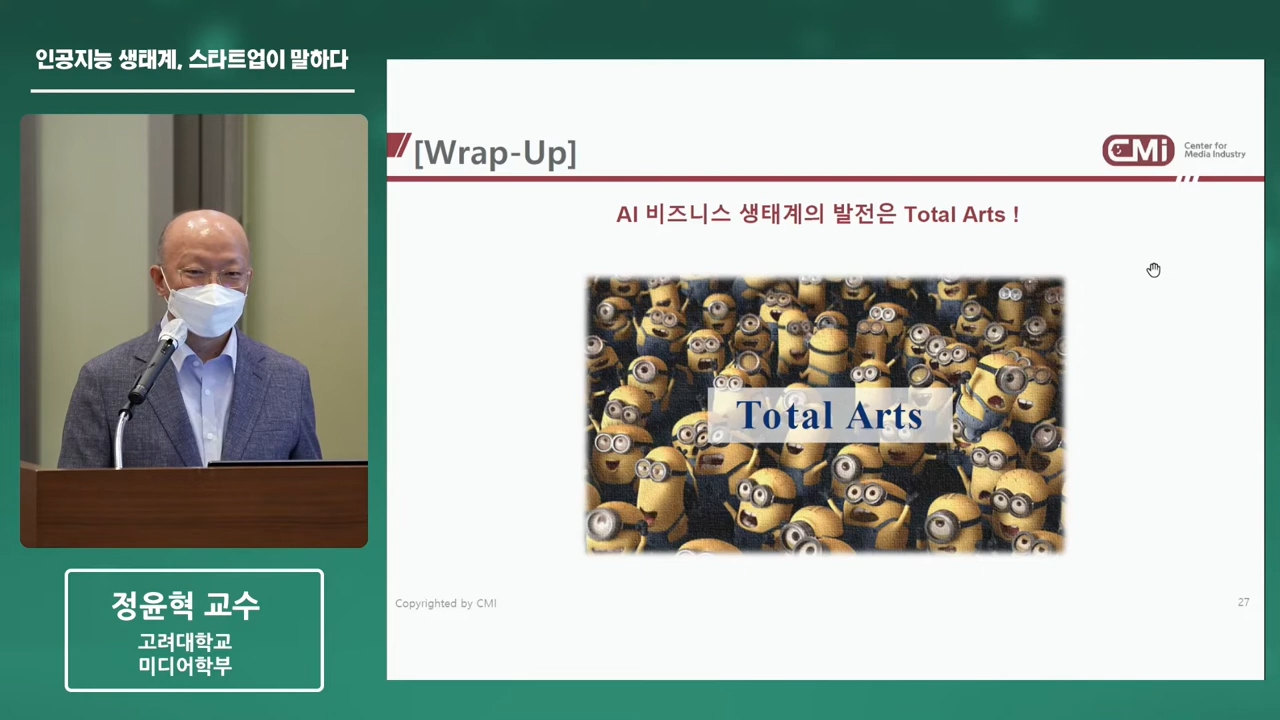 인공지능 생태계, 스타트업이 말하다
정윤혁 교수
고려대학교
미디어학부
[Wrap-Up]
CMi
Center for
Media Industry
AI 비즈니스 생태계의 발전은 Total Arts !
Total Arts
Copyrighted by CMI
27